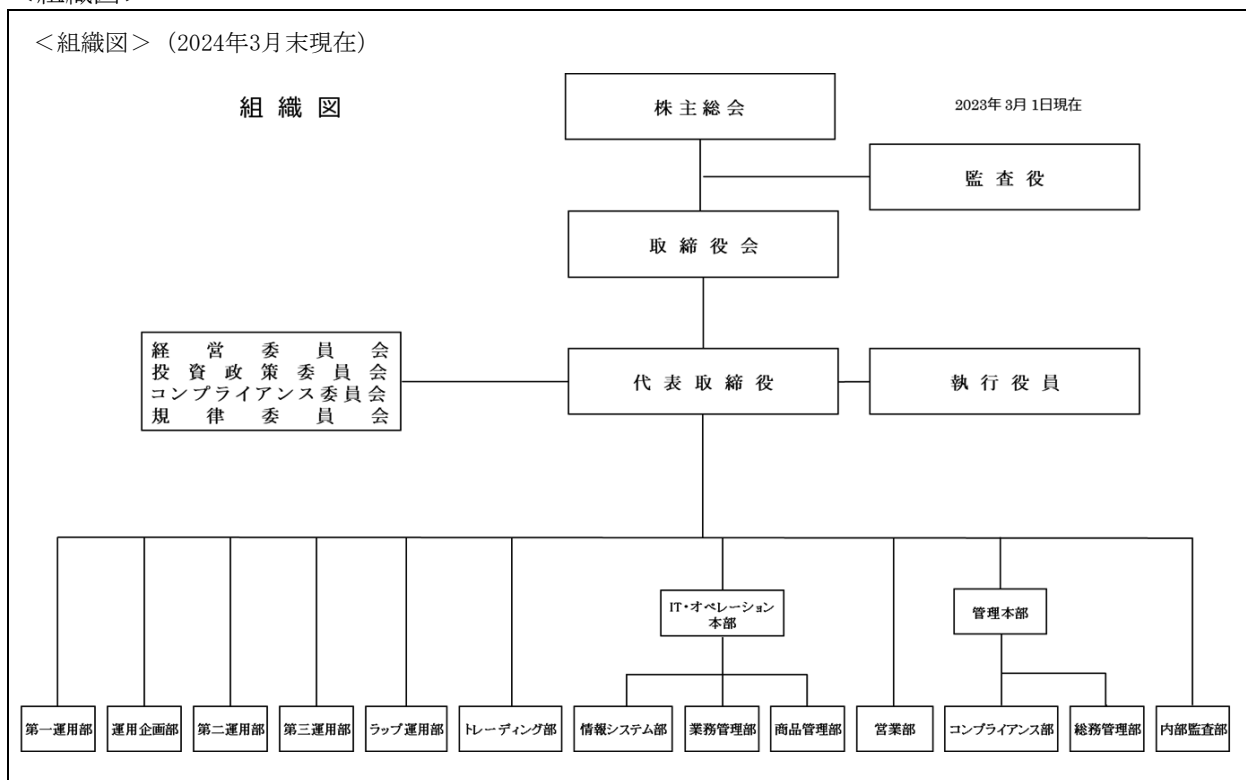 <組織図>
<組織図> (2024年3月末現在)
組織図
株主総会
2023年3月1日現在
監査役
取締役会
経営委員会
投資政策委員会
コンプライアンス委員会
規律委員会
代表取締役
執行役員
IT・オペレーション
本部
管理本部
第一運用部
運用企画部
第二運用部
第三運用部
ラップ運用部
トレーディング部
情報システム部
業務管理部
商品管理部
営業部
コンプライアンス部
総務管理部
内部監査部